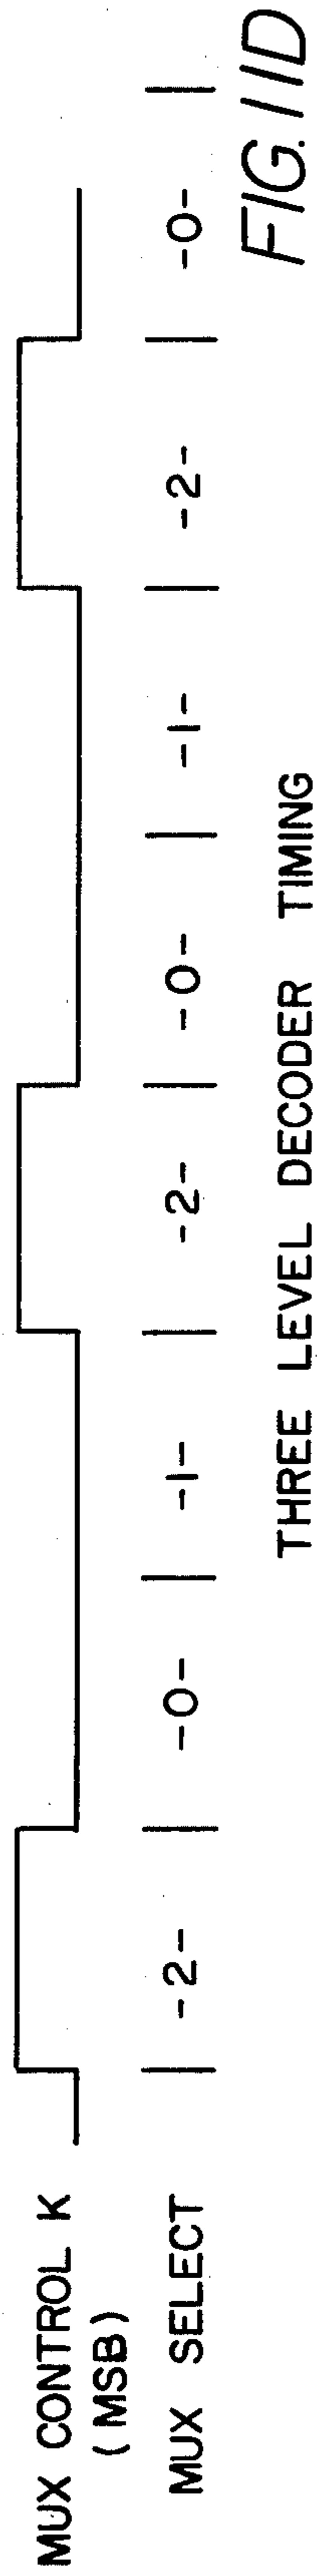 MUX CONTROL K
(MSB)
MUX SELECT
-2- -0- -1- -2- -0- -1- -2- -0-
THREE LEVEL DECODER TIMING
FIG. 11D